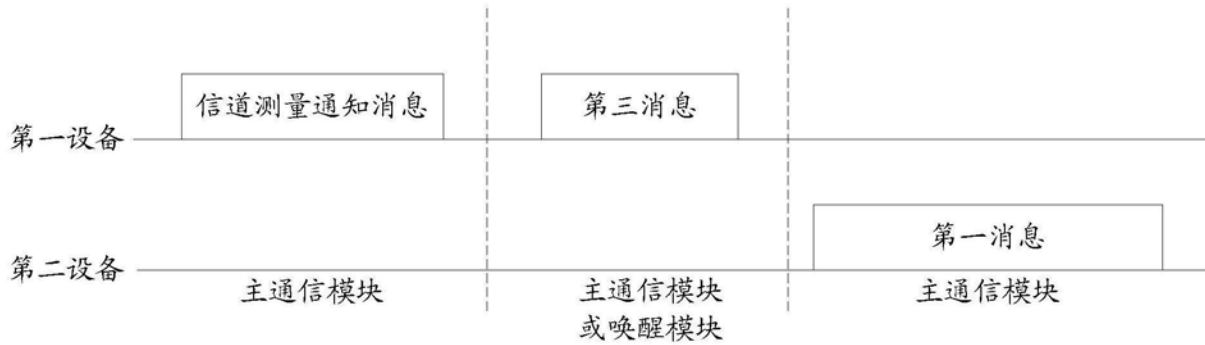 信道测量通知消息
第三消息
第一设备
第一消息
第二设备
主通信模块
主通信模块
或唤醒模块
主通信模块